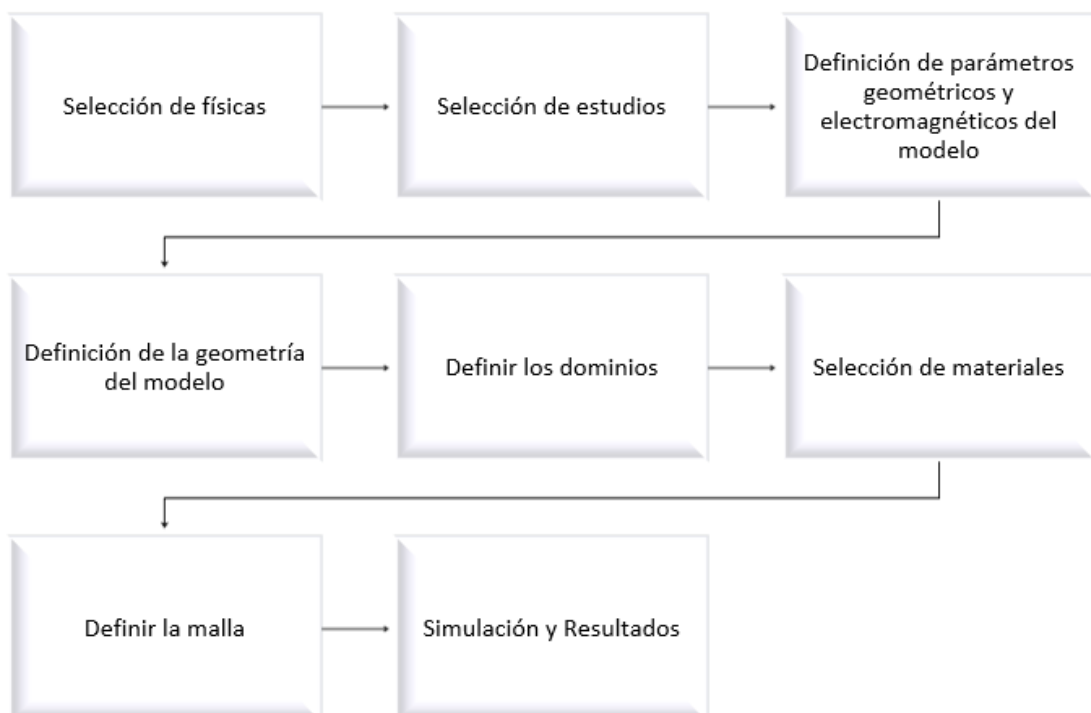 Selección de físicas
Selección de estudios
Definición de parámetros
geométricos y
electromagnéticos del
modelo
Definición de la geometría
del modelo
Definir los dominios
Selección de materiales
Definir la malla
Simulación y Resultados